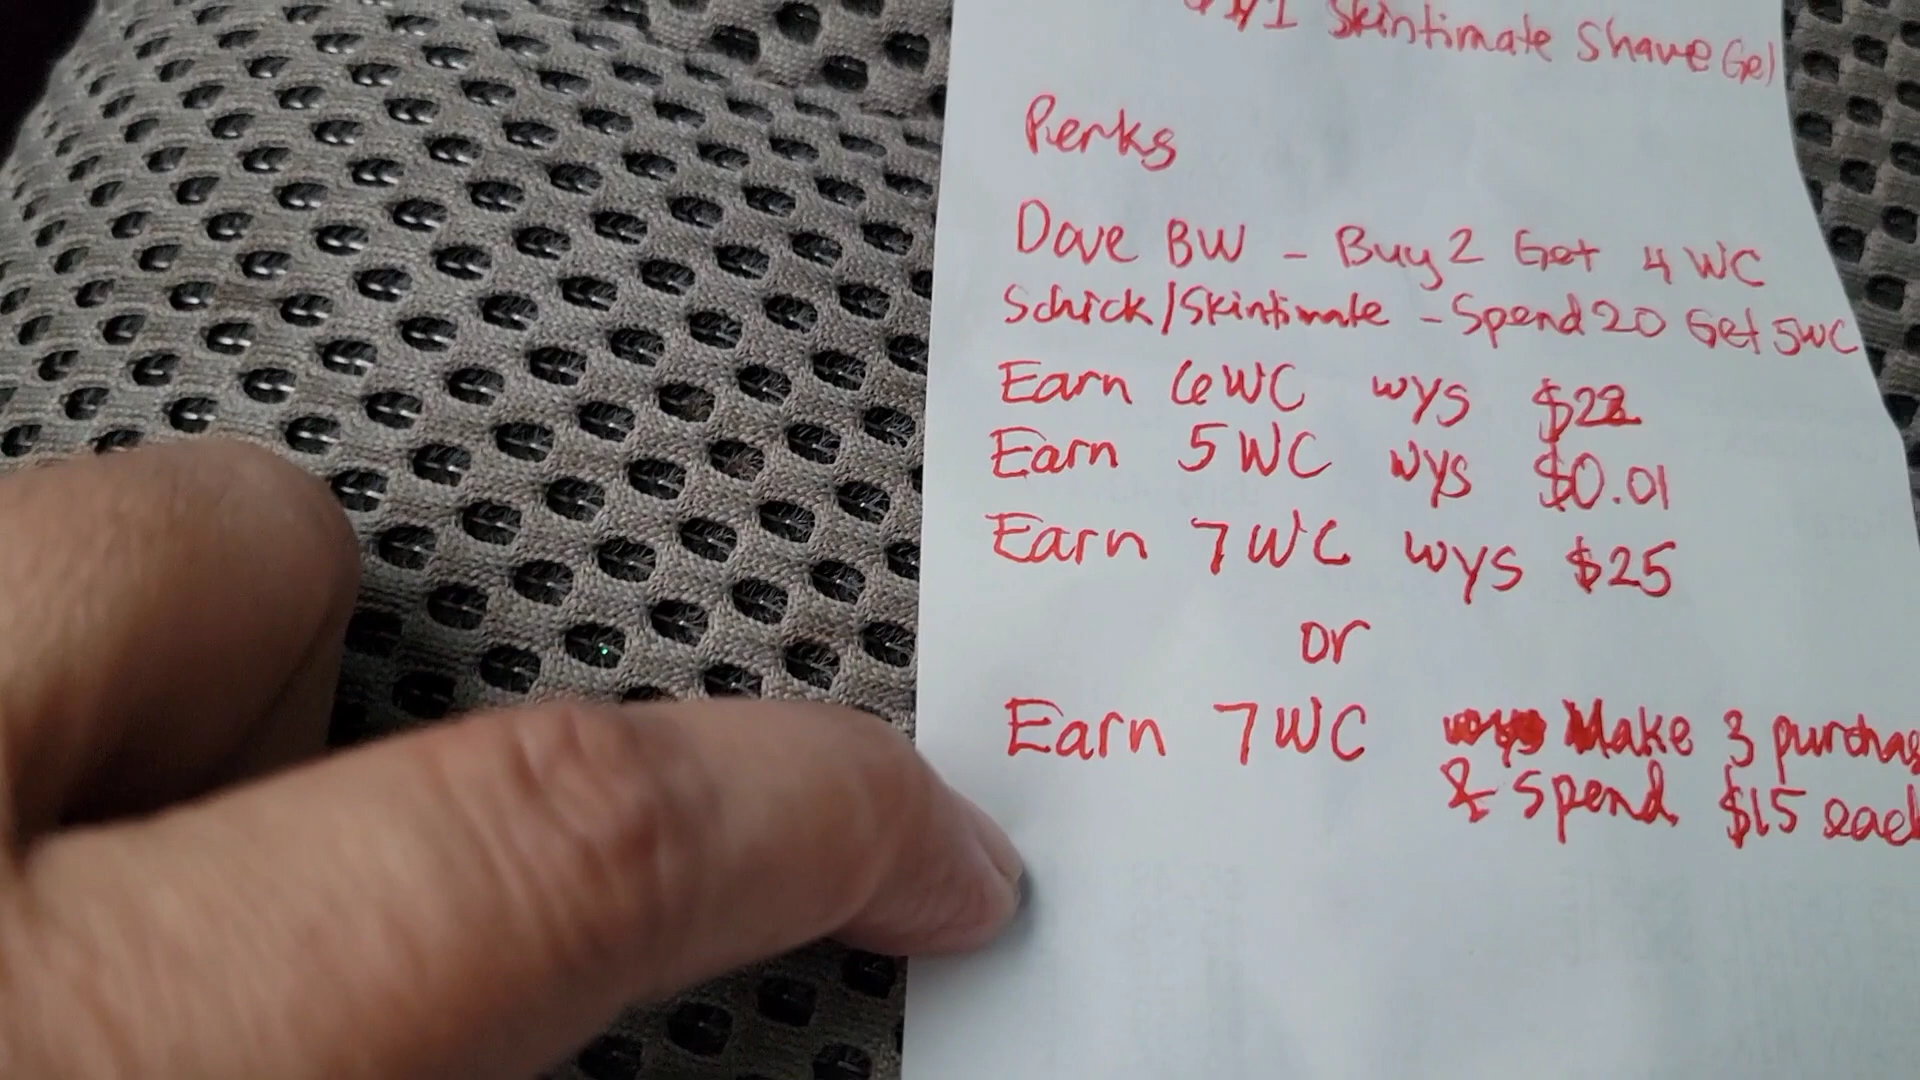 /1 Skintimate Shave Gel
Perks
Dove BW - Buy 2 Get 4 WC
Schick/Skintimate - Spend 20 Get 5WC
Earn 6WC wys $22
Earn 5WC wys $0.01
Earn 7WC wys $25
or
Earn 7WC Make 3 purchas
& Spend $15 each